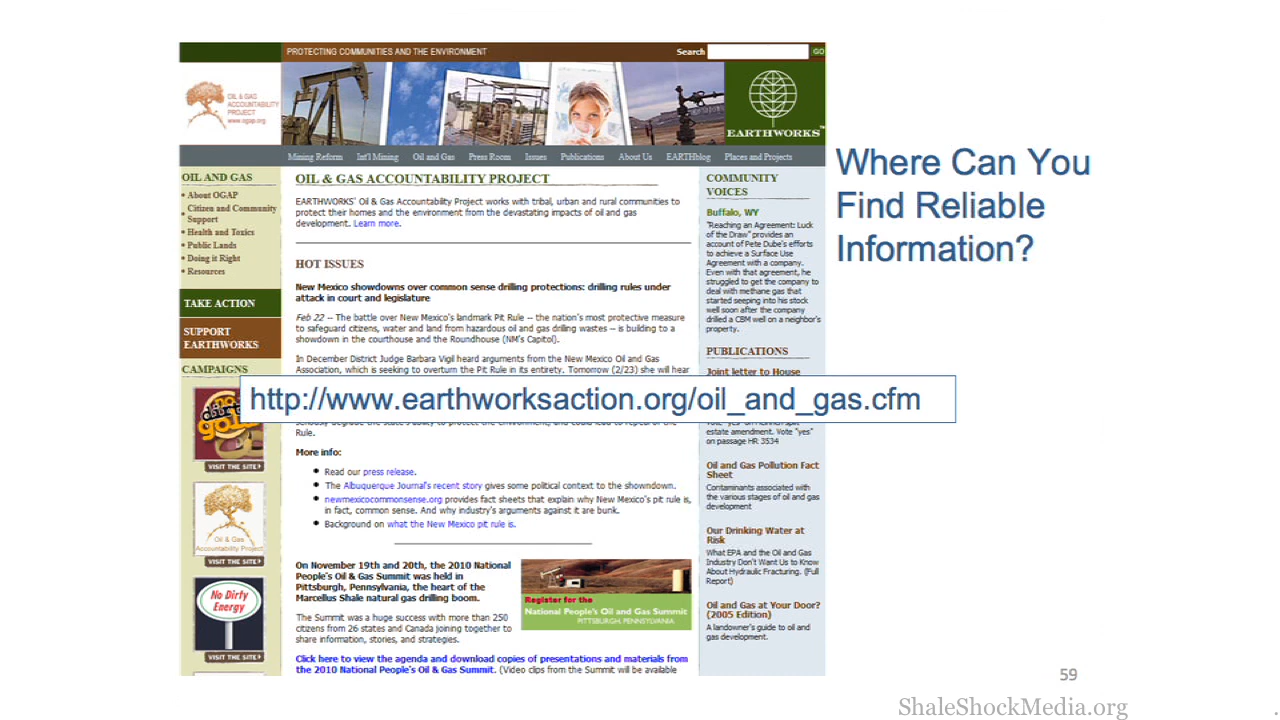 PROTECTING COMMUNITIES AND THE ENVIRONMENT
Search
GO
OIL & GAS
ACCOUNTABILITY
PROJECT
www.ogap.org
EARTHWORKS™
Mining Reform Int'l Mining Oil and Gas Press Room Issues Publications About Us EARTHblog Places and Projects
OIL AND GAS
• About OGAP
• Citizen and Community
Support
• Health and Toxics
• Public Lands
• Doing it Right
• Resources
TAKE ACTION
SUPPORT
EARTHWORKS
CAMPAIGNS
no
dirty
gold
VISIT THE SITE
Oil & Gas
Accountability Project
VISIT THE SITE
No Dirty
Energy
VISIT THE SITE
OIL & GAS ACCOUNTABILITY PROJECT
EARTHWORKS' Oil & Gas Accountability Project works with tribal, urban and rural communities to
protect their homes and the environment from the devastating impacts of oil and gas
development. Learn more.
HOT ISSUES
New Mexico showdowns over common sense drilling protections: drilling rules under
attack in court and legislature
Feb 22 -- The battle over New Mexico's landmark Pit Rule -- the nation's most protective measure
to safeguard citizens, water and land from hazardous oil and gas drilling wastes -- is building to a
showdown in the courthouse and the Roundhouse (NM's Capitol).
In December District Judge Barbara Vigil heard arguments from the New Mexico Oil and Gas
Association, which is seeking to overturn the Pit Rule in its entirety. Tomorrow (2/23) she will hear
http://www.earthworksaction.org/oil_and_gas.cfm
Rule.
More info:
• Read our press release.
• The Albuquerque Journal's recent story gives some political context to the showdown.
• newmexicocommonsense.org provides fact sheets that explain why New Mexico's pit rule is,
in fact, common sense. And why industry's arguments against it are bunk.
• Background on what the New Mexico pit rule is.
On November 19th and 20th, the 2010 National
People's Oil & Gas Summit was held in
Pittsburgh, Pennsylvania, the heart of the
Marcellus Shale natural gas drilling boom.
The Summit was a huge success with more than 250
citizens from 26 states and Canada joining together to
share information, stories, and strategies.
Register for the
National People's Oil and Gas Summit
PITTSBURGH, PENNSYLVANIA
Click here to view the agenda and download copies of presentations and materials from
the 2010 National People's Oil & Gas Summit. (Video clips from the Summit will be available
COMMUNITY
VOICES
Buffalo, WY
"Reaching an Agreement: Luck
of the Draw" provides an
account of Pete Dube's efforts
to achieve a Surface Use
Agreement with a company.
Even with that agreement, he
struggled to get the company to
deal with methane gas that
started seeping into his stock
well soon after the company
drilled a CBM well on a neighbor's
property.
PUBLICATIONS
Joint letter to House
estate amendment. Vote "yes"
on passage HR 3534
Oil and Gas Pollution Fact
Sheet
Contaminants associated with
the various stages of oil and gas
development
Our Drinking Water at
Risk
What EPA and the Oil and Gas
Industry Don't Want Us to Know
About Hydraulic Fracturing. (Full
Report)
Oil and Gas at Your Door?
(2005 Edition)
A landowner's guide to oil and
gas development.
Where Can You
Find Reliable
Information?
59
ShaleShockMedia.org